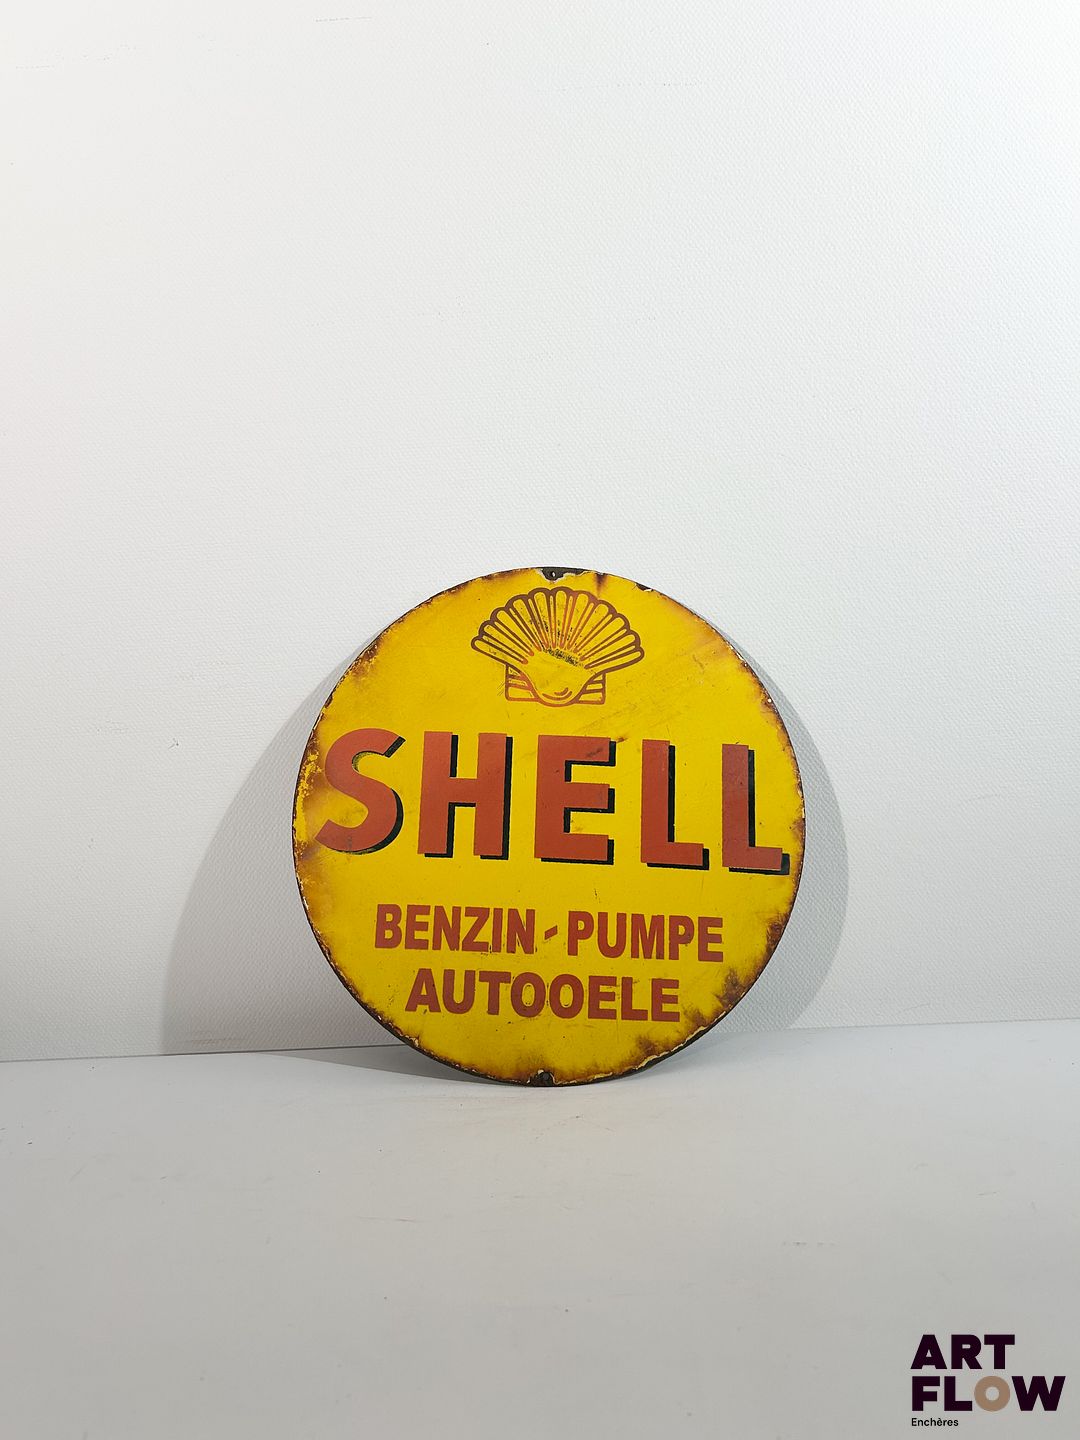 SHELL
BENZIN - PUMPE
AUTOOELE
ART
FLOW
Enchères